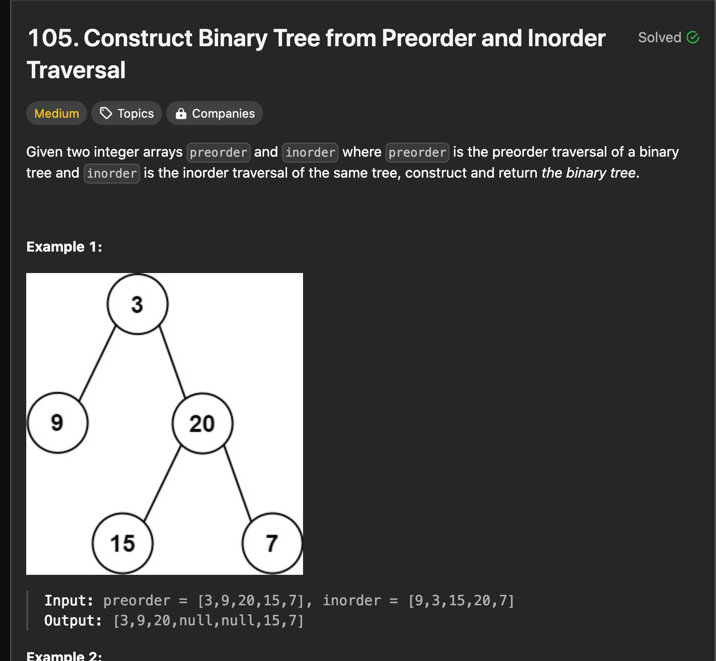 105. Construct Binary Tree from Preorder and Inorder
Solved
Traversal
Medium
Topics
Companies
Given two integer arrays preorder and inorder where preorder is the preorder traversal of a binary
tree and inorder is the inorder traversal of the same tree, construct and return the binary tree.
Example 1:
3
9
20
15
7
Input: preorder = [3,9,20,15,7], inorder = [9,3,15,20,7]
Output: [3,9,20,null,null,15,7]
Example 2: